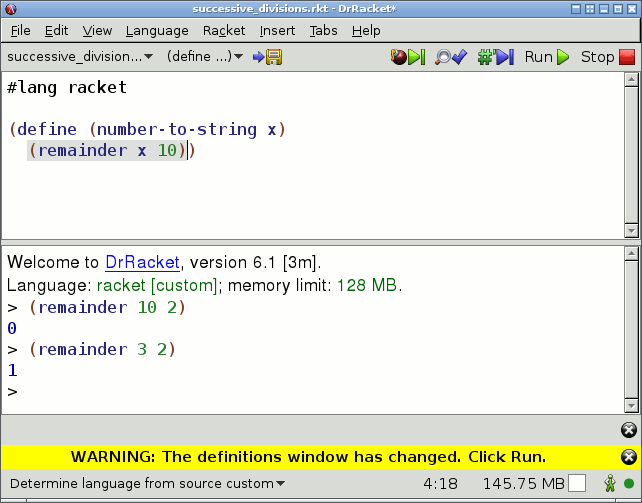 successive_divisions.rkt - DrRacket*
File Edit View Language Racket Insert Tabs Help
successive_division... (define ...) Run Stop
#lang racket
(define (number-to-string x)
(remainder x 10))
Welcome to DrRacket, version 6.1 [3m].
Language: racket [custom]; memory limit: 128 MB.
> (remainder 10 2)
0
> (remainder 3 2)
1
>
WARNING: The definitions window has changed. Click Run.
Determine language from source custom 4:18 145.75 MB